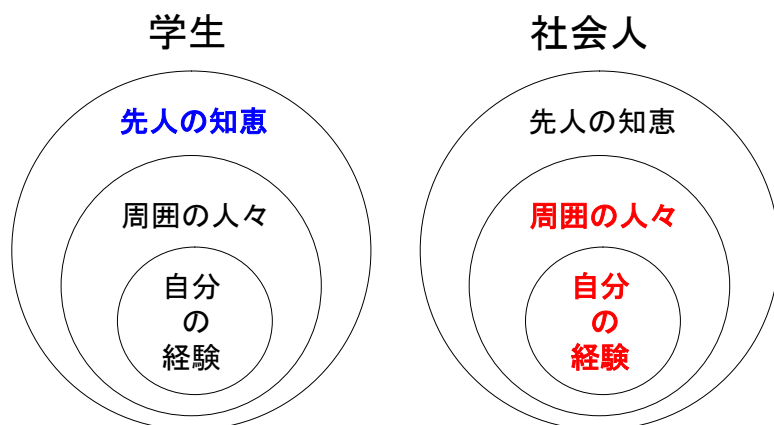 学生
先人の知恵
周囲の人々
自分
の
経験
社会人
先人の知恵
周囲の人々
自分
の
経験